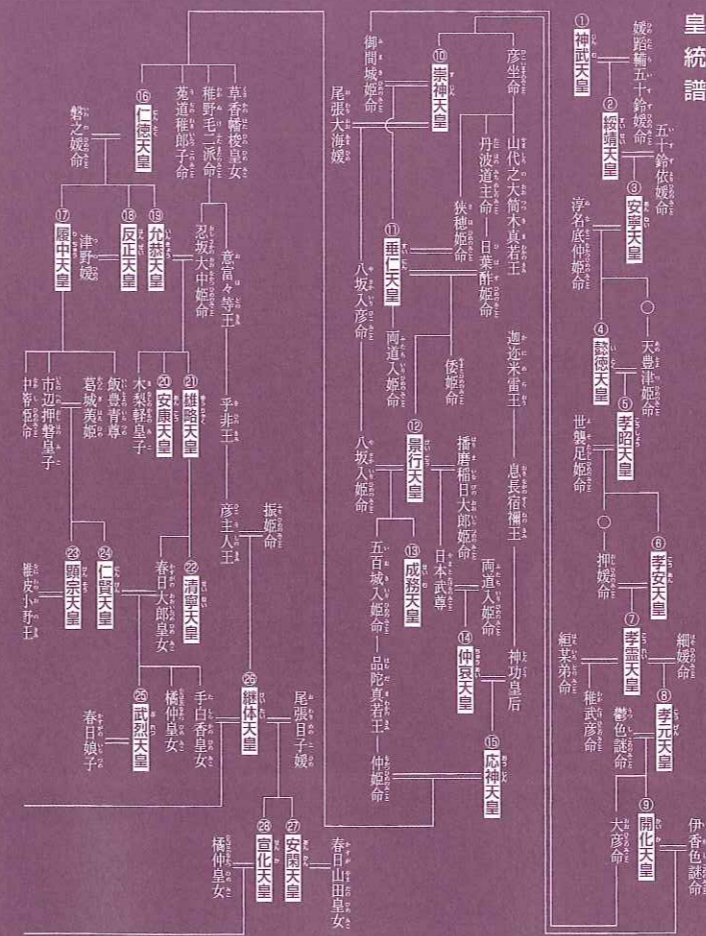 皇統譜
①神武天皇
媛蹈韛五十鈴媛命
②綏靖天皇
五十鈴依媛命
③安寧天皇
渟名底仲媛命
○
天豊津姫命
④懿徳天皇
⑤孝昭天皇
世襲足姫命
○
押媛命
⑥孝安天皇
⑦孝霊天皇
細媛命
絙某弟命
⑧孝元天皇
稚武彦命
鬱色謎命
⑨開化天皇
伊香色謎命
大彦命
彦坐命
⑩崇神天皇
御間城姫命
尾張大海媛
山代之大筒木真若王
丹波道主命
狭穂姫命
日葉酢姫命
⑪垂仁天皇
八坂入彦命
迦迩米雷王
倭姫命
両道入姫命
⑫景行天皇
八坂入姫命
息長宿禰王
播磨稲日大郎姫命
日本武尊
両道入姫命
⑬成務天皇
五百城入姫命
⑭仲哀天皇
神功皇后
品陀真若王
仲姫命
⑮応神天皇
草香幡梭皇女
稚野毛二派命
菟道稚郎子命
⑯仁徳天皇
磐之媛命
意富々等王
忍坂大中姫命
⑲允恭天皇
⑱反正天皇
津野媛
⑰履中天皇
乎非王
㉑雄略天皇
⑳安康天皇
木梨軽皇子
飯豊青尊
葛城荑姫
市辺押磐皇子
中蒂姫命
振姫命
彦主人王
㉒清寧天皇
春日大郎皇女
㉔仁賢天皇
㉓顕宗天皇
難波小野王
尾張目子媛
㉖継体天皇
手白香皇女
橘仲皇女
㉕武烈天皇
春日娘子
春日山田皇女
㉗安閑天皇
㉘宣化天皇
橘仲皇女